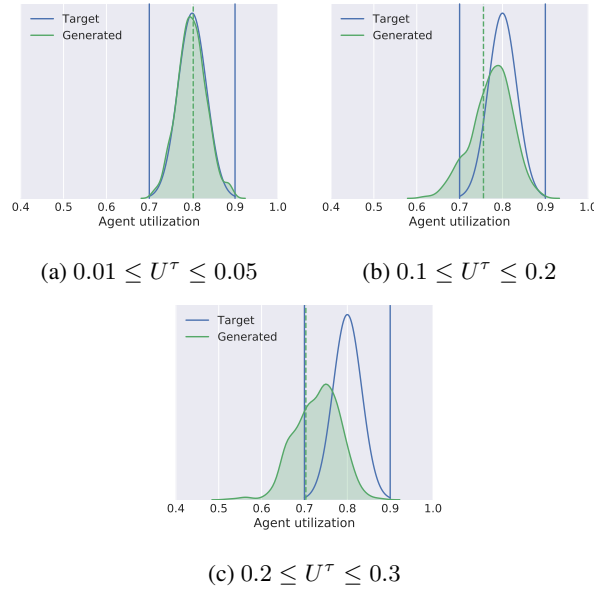 Target
Generated
0.4 0.5 0.6 0.7 0.8 0.9 1.0
Agent utilization
(a) 0.01 ≤ U^τ ≤ 0.05
Target
Generated
0.4 0.5 0.6 0.7 0.8 0.9 1.0
Agent utilization
(b) 0.1 ≤ U^τ ≤ 0.2
Target
Generated
0.4 0.5 0.6 0.7 0.8 0.9 1.0
Agent utilization
(c) 0.2 ≤ U^τ ≤ 0.3